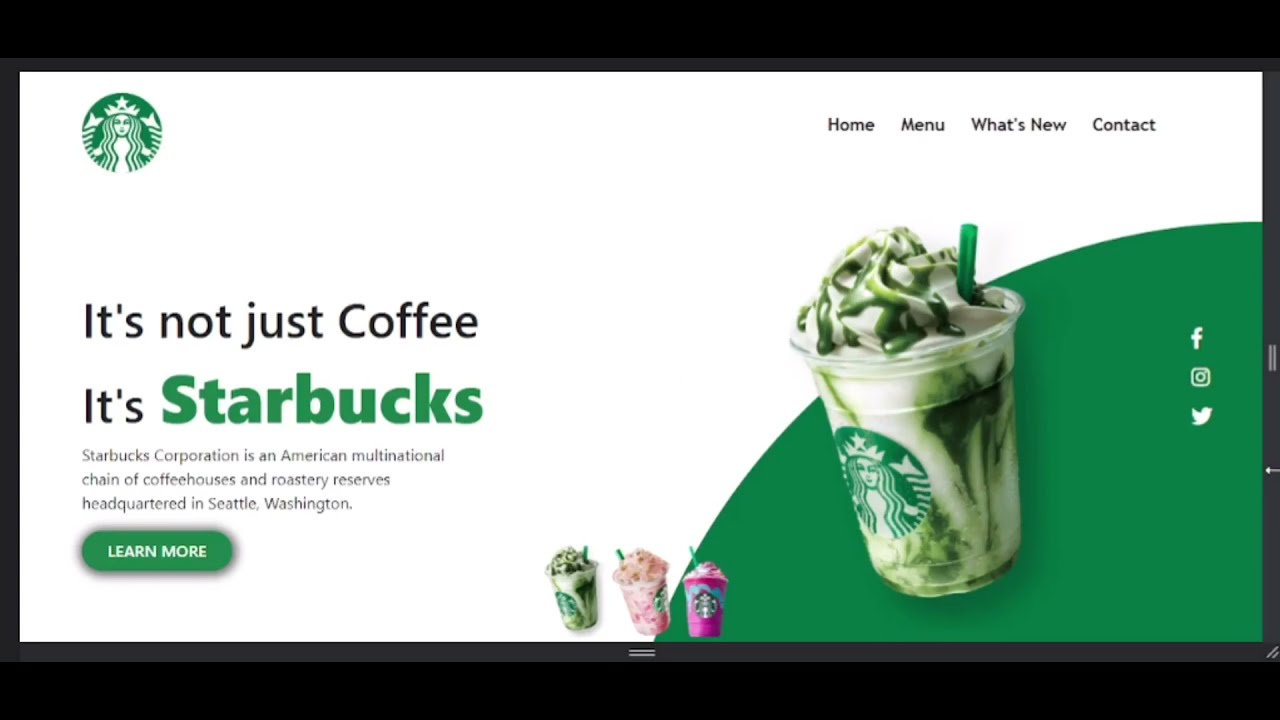 Home Menu What's New Contact
It's not just Coffee
It's Starbucks
Starbucks Corporation is an American multinational
chain of coffeehouses and roastery reserves
headquartered in Seattle, Washington.
LEARN MORE